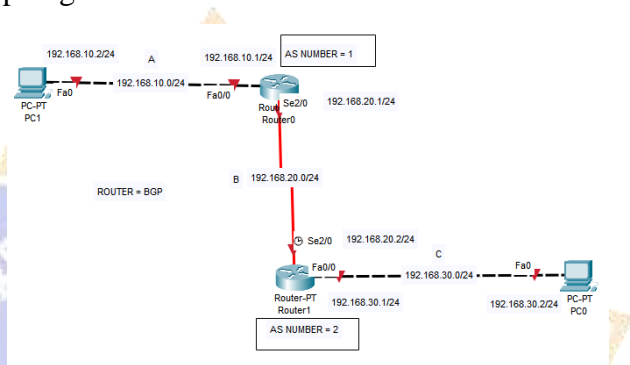 192.168.10.2/24
A
192.168.10.1/24
AS NUMBER = 1
192.168.10.0/24
Fa0
Fa0/0
PC-PT
PC1
Se2/0
Router0
192.168.20.1/24
B
192.168.20.0/24
ROUTER = BGP
Se2/0
192.168.20.2/24
C
Fa0/0
192.168.30.0/24
Fa0
Router-PT
Router1
192.168.30.1/24
192.168.30.2/24
PC-PT
PC0
AS NUMBER = 2